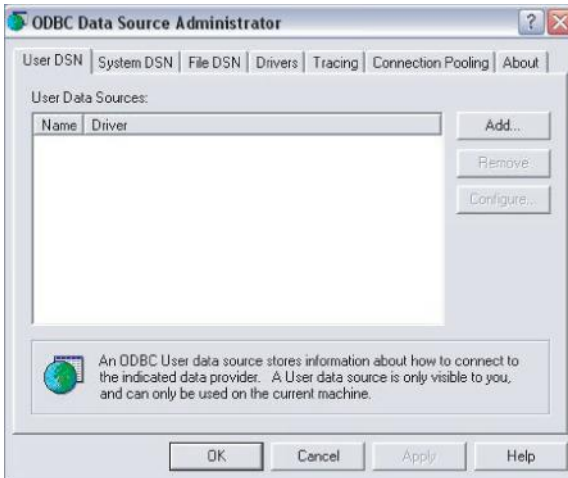 ODBC Data Source Administrator
User DSN System DSN File DSN Drivers Tracing Connection Pooling About
User Data Sources:
Name Driver
Add...
Remove
Configure...
An ODBC User data source stores information about how to connect to
the indicated data provider. A User data source is only visible to you,
and can only be used on the current machine.
OK Cancel Apply Help